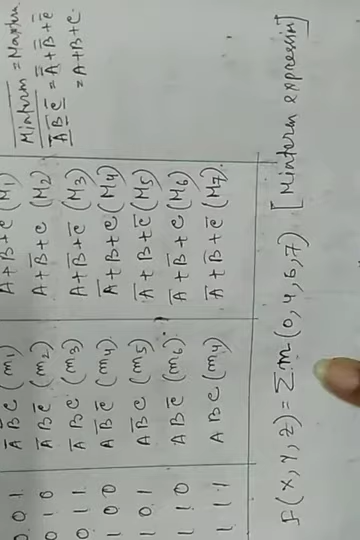 Minterm‾ = Maxterm
A̅ B̅ C̅ = A̿ + B̿ + C̿
= A+B+C
0 0 1 A̅ B̅ C (m1) A+B+C̅ (M1)
0 1 0 A̅ B C̅ (m2) A+B̅+C (M2)
0 1 1 A̅ B C (m3) A+B̅+C̅ (M3)
1 0 0 A B̅ C̅ (m4) A̅+B+C (M4)
1 0 1 A B̅ C (m5) A̅+B+C̅ (M5)
1 1 0 A B C̅ (m6) A̅+B̅+C (M6)
1 1 1 A B C (m4) A̅+B̅+C̅ (M7)
f(x,y,z) = Σm (0,4,6,7) [Minterm expression]